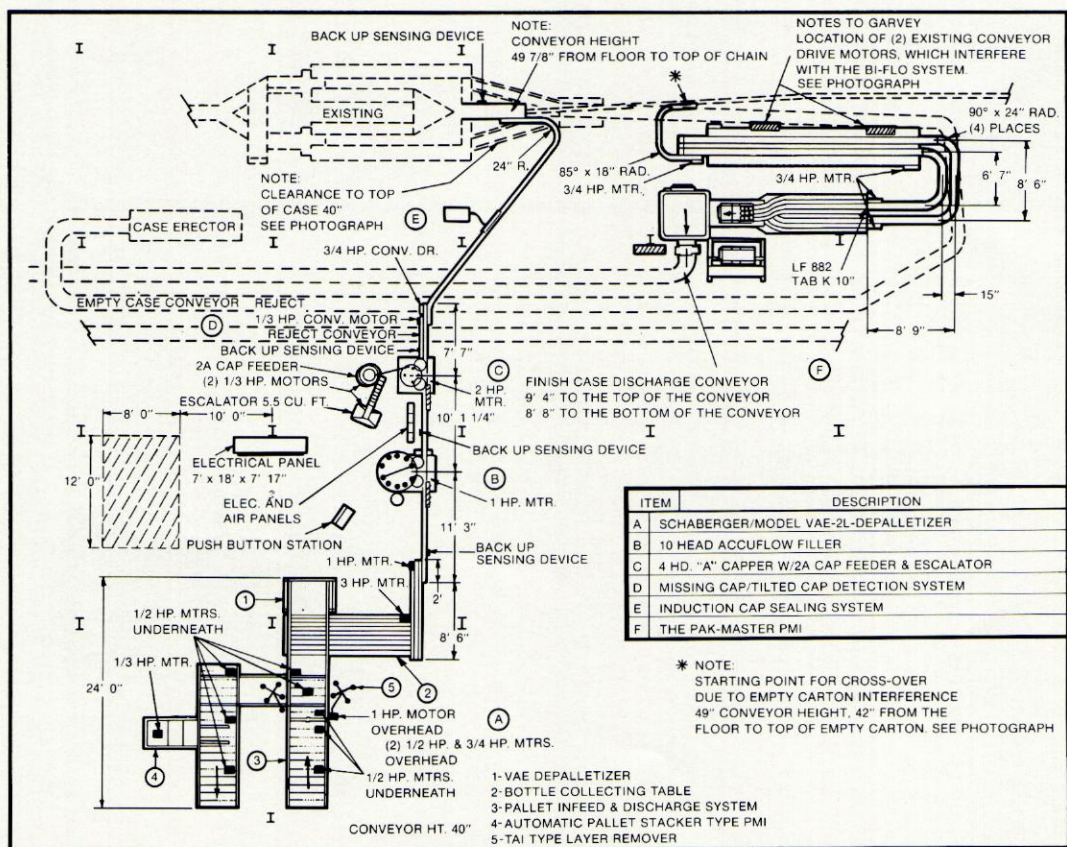 BACK UP SENSING DEVICE
NOTE:
CONVEYOR HEIGHT
49 7/8" FROM FLOOR TO TOP OF CHAIN
NOTES TO GARVEY
LOCATION OF (2) EXISTING CONVEYOR
DRIVE MOTORS, WHICH INTERFERE
WITH THE BI-FLO SYSTEM.
SEE PHOTOGRAPH
*
90° x 24" RAD.
(4) PLACES
EXISTING
24" R.
85° x 18" RAD.
3/4 HP. MTR.
3/4 HP. MTR.
6' 7"
8' 6"
NOTE:
CLEARANCE TO TOP
OF CASE 40"
SEE PHOTOGRAPH
E
CASE ERECTOR
3/4 HP. CONV. DR.
LF 882
TAB K 10"
15"
8' 9"
EMPTY CASE CONVEYOR
REJECT
1/3 HP. CONV. MOTOR
D
REJECT CONVEYOR
BACK UP SENSING DEVICE
7' 7"
2A CAP FEEDER
(2) 1/3 HP. MOTORS
ESCALATOR 5.5 CU. FT.
C
2 HP.
MTR.
F
FINISH CASE DISCHARGE CONVEYOR
9' 4" TO THE TOP OF THE CONVEYOR
8' 8" TO THE BOTTOM OF THE CONVEYOR
10' 1 1/4"
8' 0"
10' 0"
BACK UP SENSING DEVICE
ELECTRICAL PANEL
7' x 18' x 7' 17"
2
12' 0"
B
1 HP. MTR.
ELEC. AND
AIR PANELS
11' 3"
PUSH BUTTON STATION
BACK UP
SENSING DEVICE
1 HP. MTR.
3 HP. MTR.
2'
8' 6"
1
1/2 HP. MTRS.
UNDERNEATH
1/3 HP. MTR.
24' 0"
5
2
A
1 HP. MOTOR
OVERHEAD
(2) 1/2 HP. & 3/4 HP. MTRS.
OVERHEAD
3
4
1/2 HP. MTRS.
UNDERNEATH
CONVEYOR HT. 40"
1-VAE DEPALLETIZER
2-BOTTLE COLLECTING TABLE
3-PALLET INFEED & DISCHARGE SYSTEM
4-AUTOMATIC PALLET STACKER TYPE PMI
5-TAI TYPE LAYER REMOVER
ITEM DESCRIPTION
A SCHABERGER/MODEL VAE-2L-DEPALLETIZER
B 10 HEAD ACCUFLOW FILLER
C 4 HD. "A" CAPPER W/2A CAP FEEDER & ESCALATOR
D MISSING CAP/TILTED CAP DETECTION SYSTEM
E INDUCTION CAP SEALING SYSTEM
F THE PAK-MASTER PMI
* NOTE:
STARTING POINT FOR CROSS-OVER
DUE TO EMPTY CARTON INTERFERENCE
49" CONVEYOR HEIGHT, 42" FROM THE
FLOOR TO TOP OF EMPTY CARTON. SEE PHOTOGRAPH